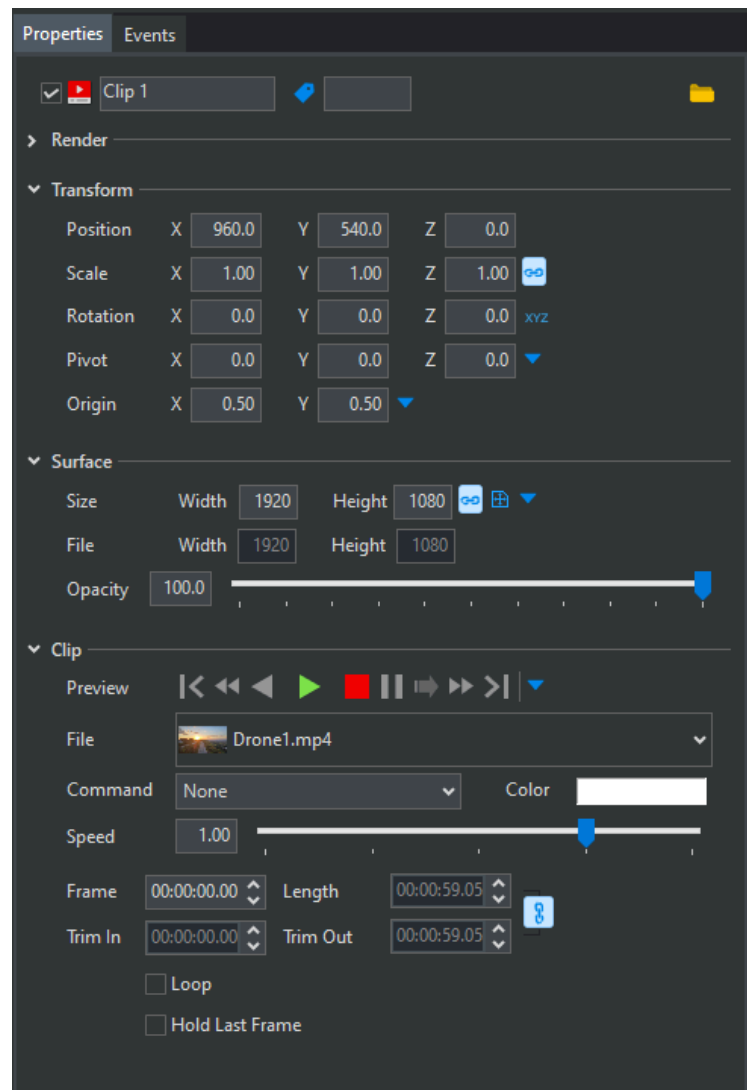 Properties Events
Clip 1
Render
Transform
Position X 960.0 Y 540.0 Z 0.0
Scale X 1.00 Y 1.00 Z 1.00
Rotation X 0.0 Y 0.0 Z 0.0 XYZ
Pivot X 0.0 Y 0.0 Z 0.0
Origin X 0.50 Y 0.50
Surface
Size Width 1920 Height 1080
File Width 1920 Height 1080
Opacity 100.0
Clip
Preview
File Drone1.mp4
Command None Color
Speed 1.00
Frame 00:00:00.00 Length 00:00:59.05
Trim In 00:00:00.00 Trim Out 00:00:59.05
Loop
Hold Last Frame